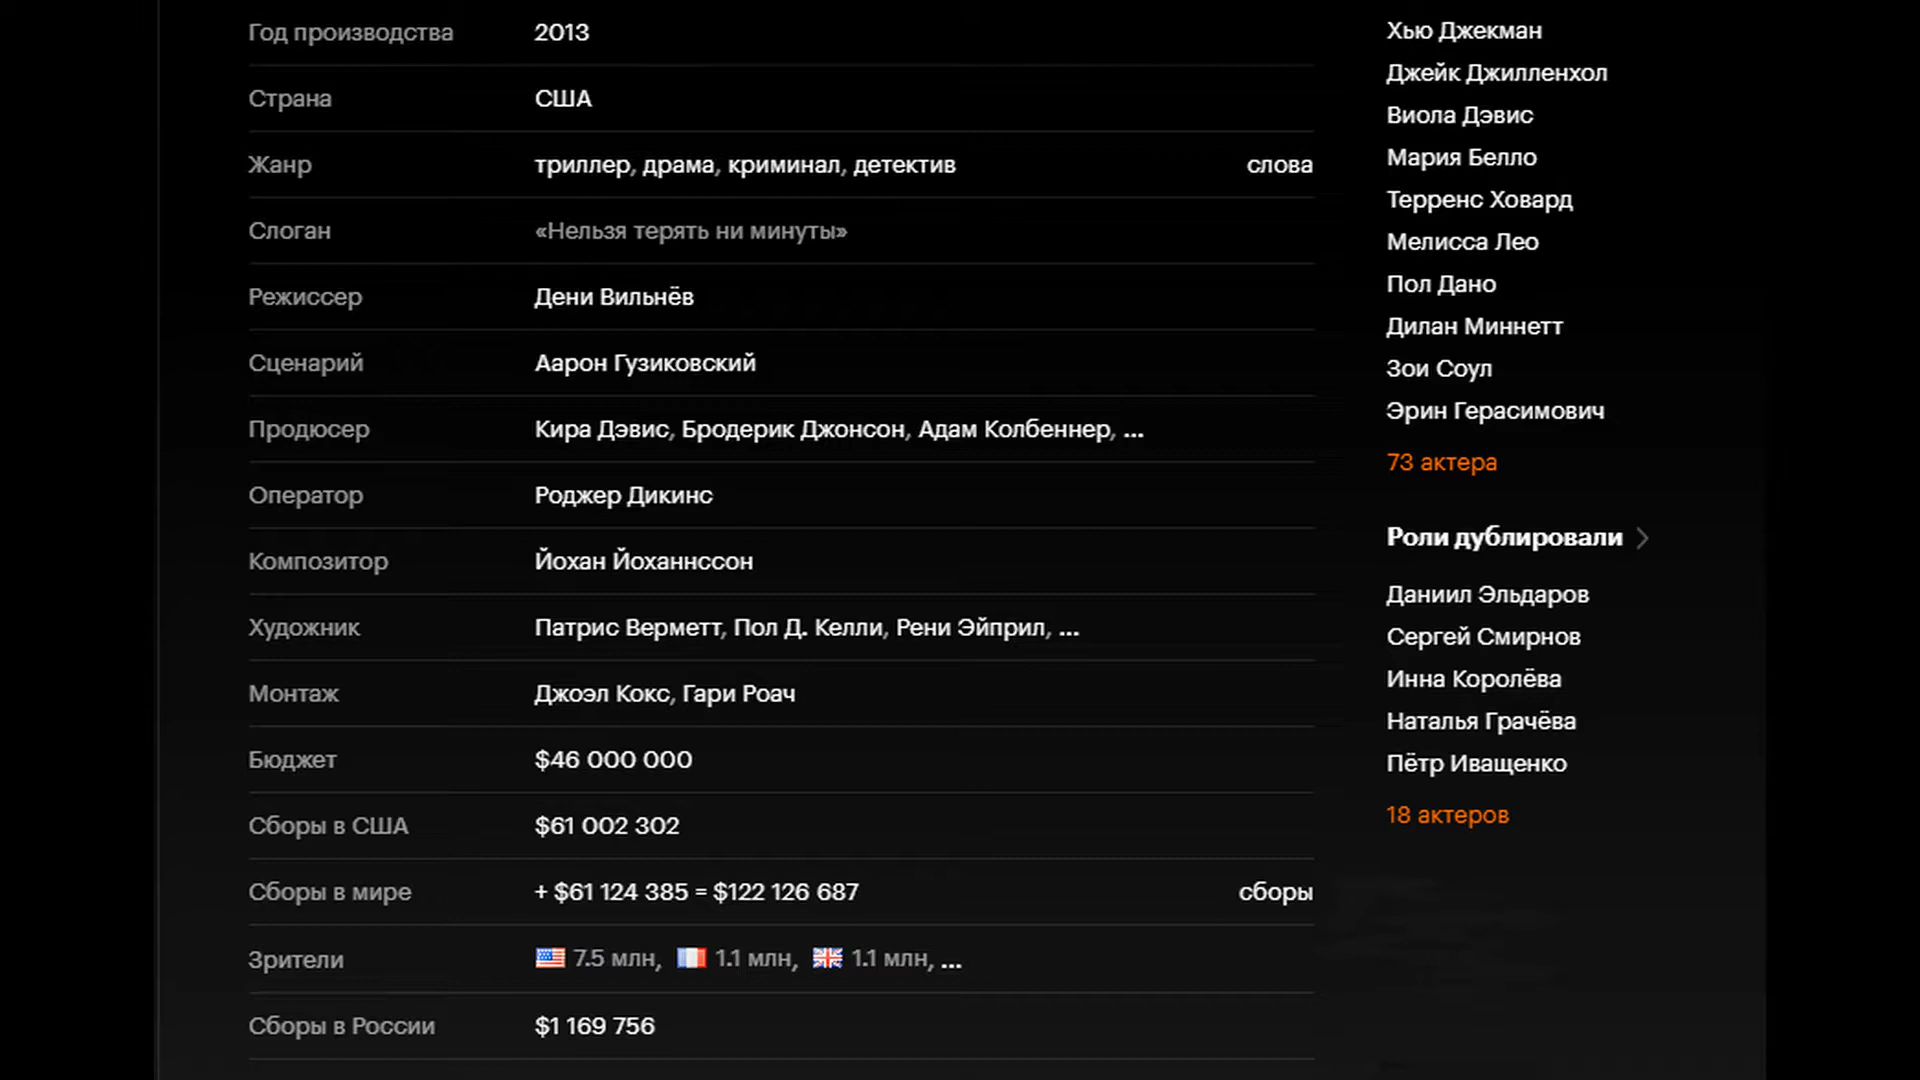 Год производства 2013
Страна США
Жанр триллер, драма, криминал, детектив слова
Слоган «Нельзя терять ни минуты»
Режиссер Дени Вильнёв
Сценарий Аарон Гузиковский
Продюсер Кира Дэвис, Бродерик Джонсон, Адам Колбеннер, ...
Оператор Роджер Дикинс
Композитор Йохан Йоханнссон
Художник Патрис Верметт, Пол Д. Келли, Рени Эйприл, ...
Монтаж Джоэл Кокс, Гари Роач
Бюджет $46 000 000
Сборы в США $61 002 302
Сборы в мире + $61 124 385 = $122 126 687 сборы
Зрители 7.5 млн, 1.1 млн, 1.1 млн, ...
Сборы в России $1 169 756
Хью Джекман
Джейк Джилленхол
Виола Дэвис
Мария Белло
Терренс Ховард
Мелисса Лео
Пол Дано
Дилан Миннетт
Зои Соул
Эрин Герасимович
73 актера
Роли дублировали
Даниил Эльдаров
Сергей Смирнов
Инна Королёва
Наталья Грачёва
Пётр Иващенко
18 актеров